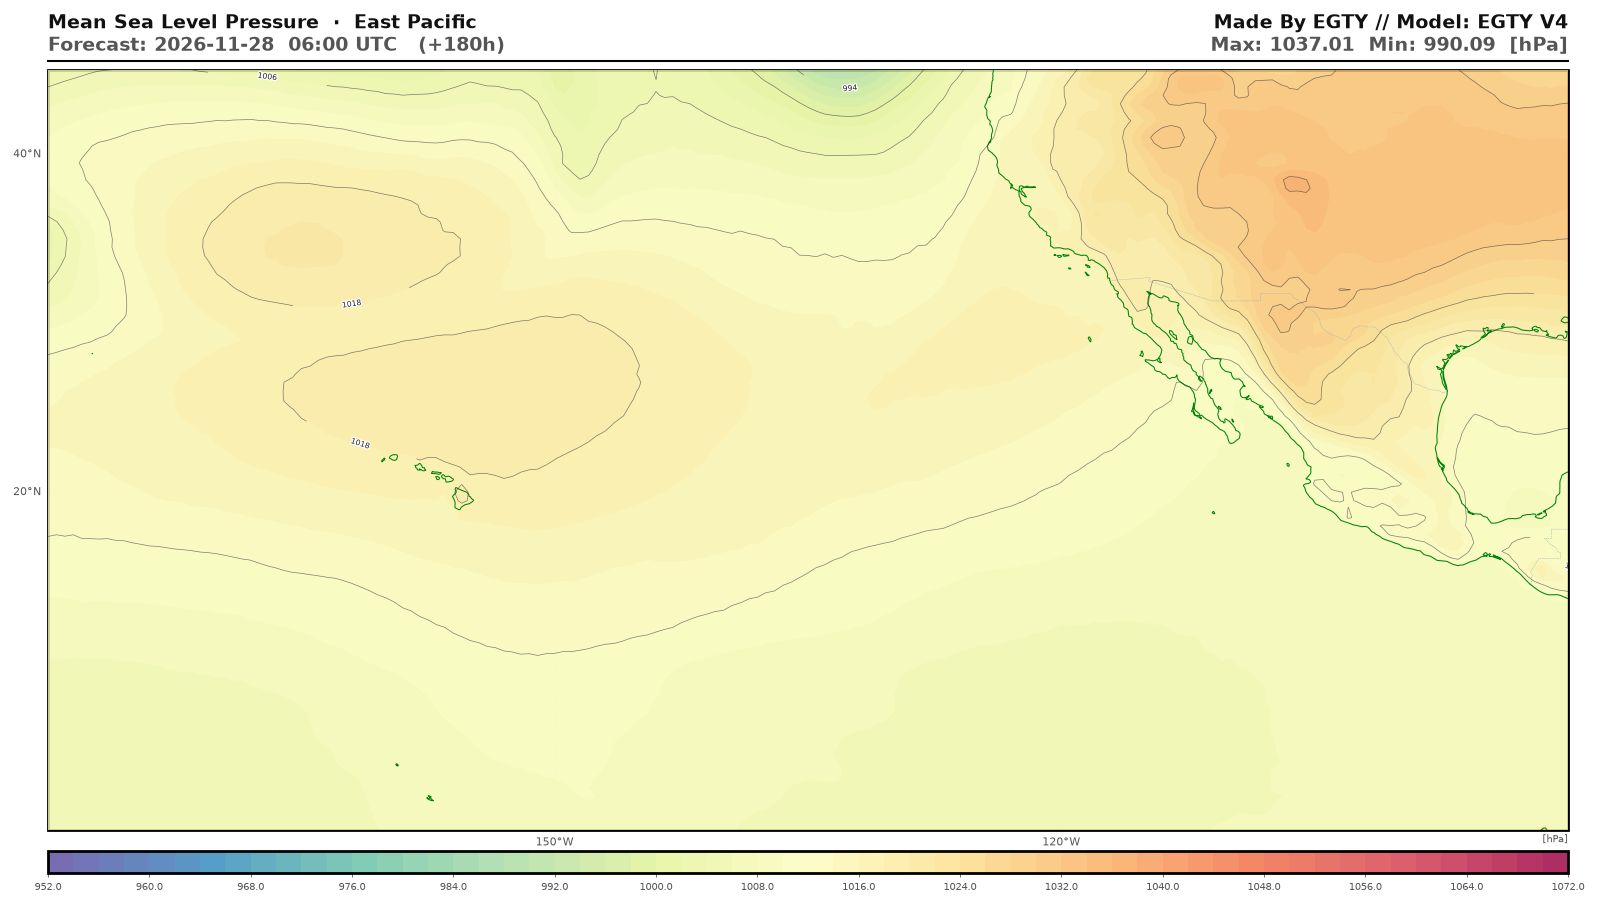 Mean Sea Level Pressure · East Pacific
Made By EGTY // Model: EGTY V4
Forecast: 2026-11-28 06:00 UTC (+180h)
Max: 1037.01 Min: 990.09 [hPa]
1006
994
40°N
1018
1018
20°N
150°W
120°W
[hPa]
952.0 960.0 968.0 976.0 984.0 992.0 1000.0 1008.0 1016.0 1024.0 1032.0 1040.0 1048.0 1056.0 1064.0 1072.0